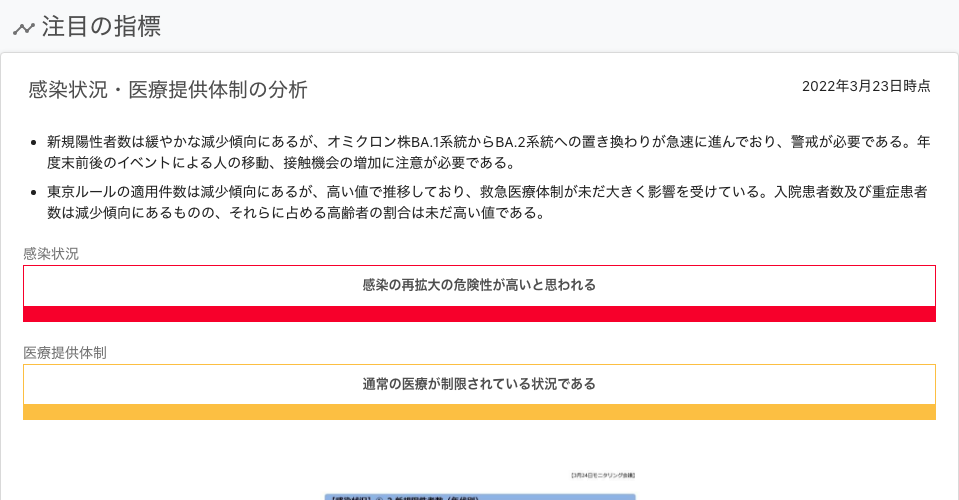 注目の指標
感染状況・医療提供体制の分析
2022年3月23日時点
新規陽性者数は緩やかな減少傾向にあるが、オミクロン株BA.1系統からBA.2系統への置き換わりが急速に進んでおり、警戒が必要である。年
度末前後のイベントによる人の移動、接触機会の増加に注意が必要である。
東京ルールの適用件数は減少傾向にあるが、高い値で推移しており、救急医療体制が未だ大きく影響を受けている。入院患者数及び重症患者
数は減少傾向にあるものの、それらに占める高齢者の割合は未だ高い値である。
感染状況
感染の再拡大の危険性が高いと思われる
医療提供体制
通常の医療が制限されている状況である
【3月24日モニタリング会議】